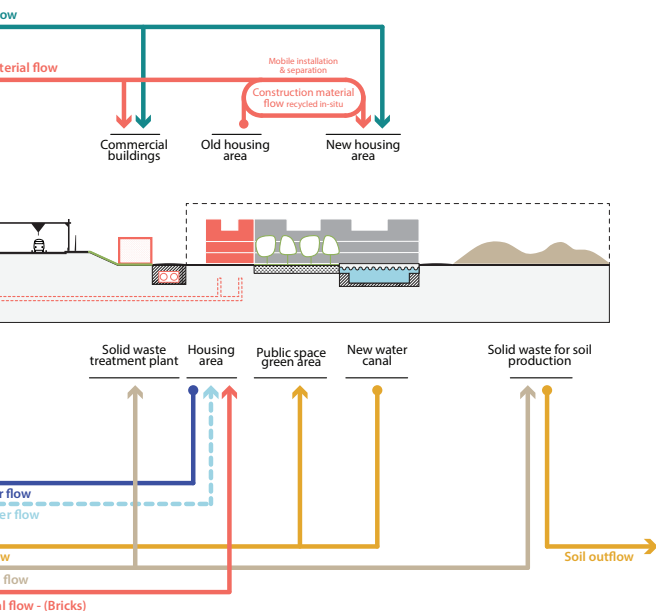 ow
terial flow
Mobile installation
& separation
Construction material
flow recycled in-situ
Commercial
buildings
Old housing
area
New housing
area
Solid waste
treatment plant
Housing
area
Public space
green area
New water
canal
Solid waste for soil
production
r flow
er flow
w
Soil outflow
flow
al flow - (Bricks)